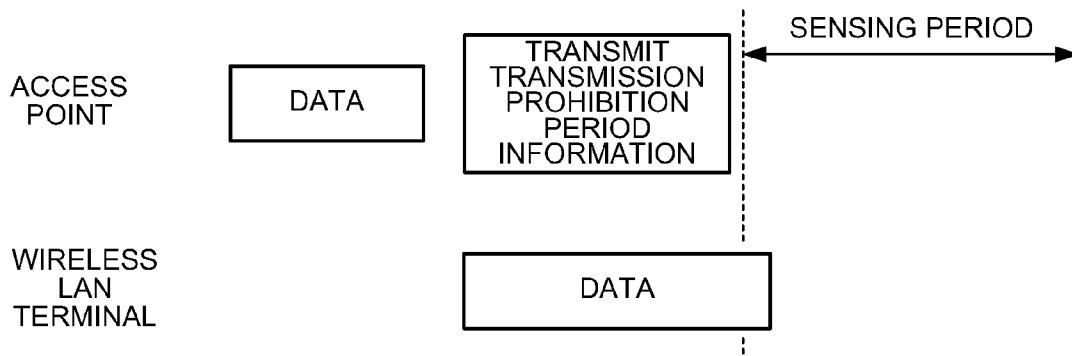 SENSING PERIOD
ACCESS
POINT
DATA
TRANSMIT
TRANSMISSION
PROHIBITION
PERIOD
INFORMATION
WIRELESS
LAN
TERMINAL
DATA